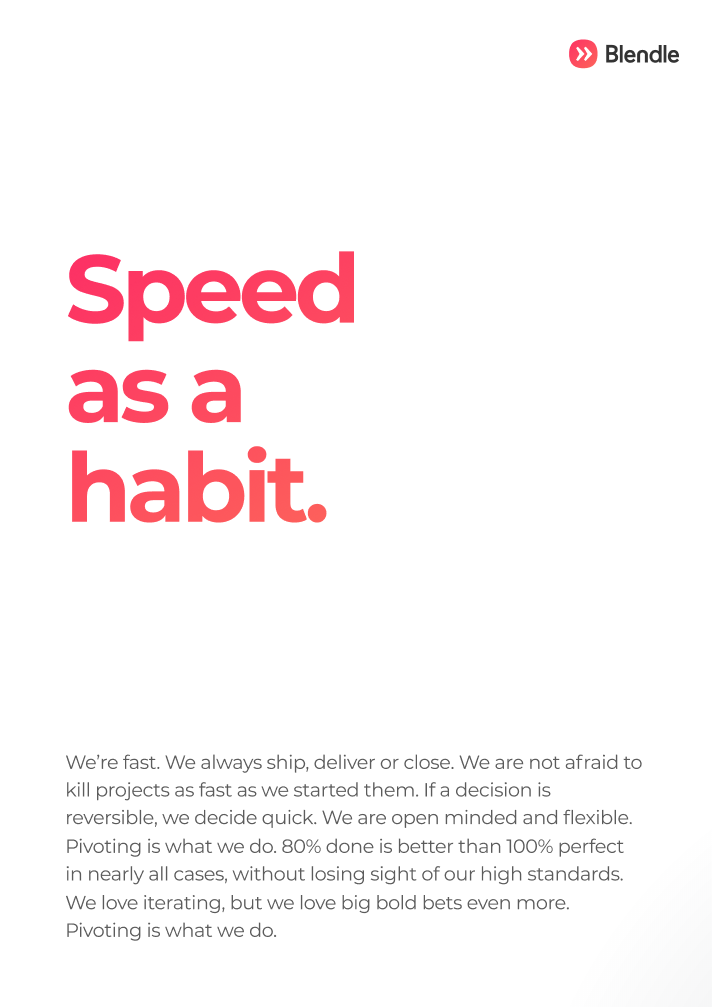 Blendle
Speed
as a
habit.
We’re fast. We always ship, deliver or close. We are not afraid to
kill projects as fast as we started them. If a decision is
reversible, we decide quick. We are open minded and flexible.
Pivoting is what we do. 80% done is better than 100% perfect
in nearly all cases, without losing sight of our high standards.
We love iterating, but we love big bold bets even more.
Pivoting is what we do.